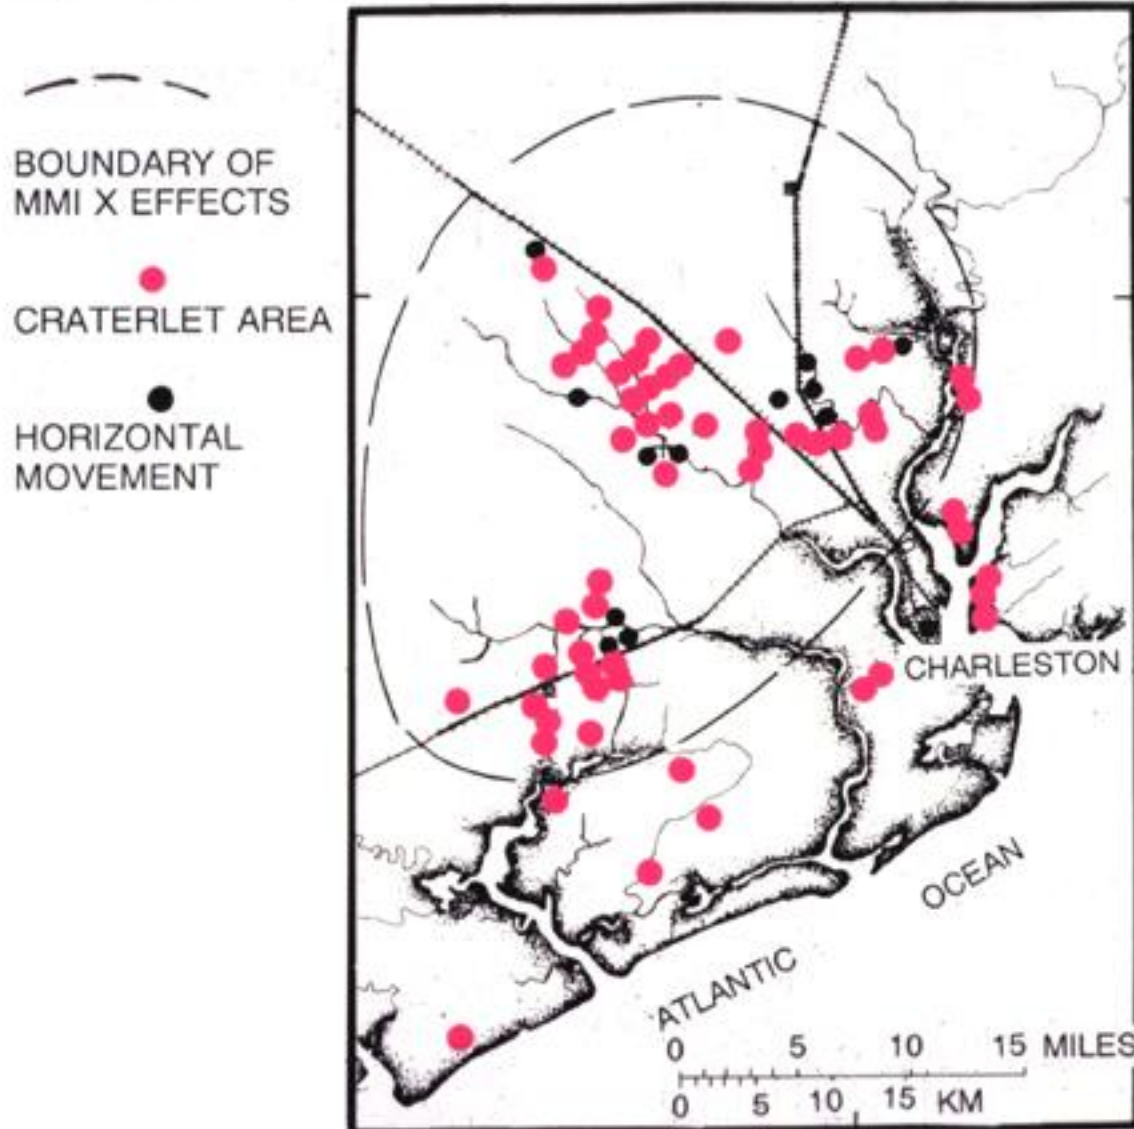 BOUNDARY OF
MMI X EFFECTS
CRATERLET AREA
HORIZONTAL
MOVEMENT
CHARLESTON
OCEAN
ATLANTIC
0 5 10 15 MILES
0 5 10 15 KM